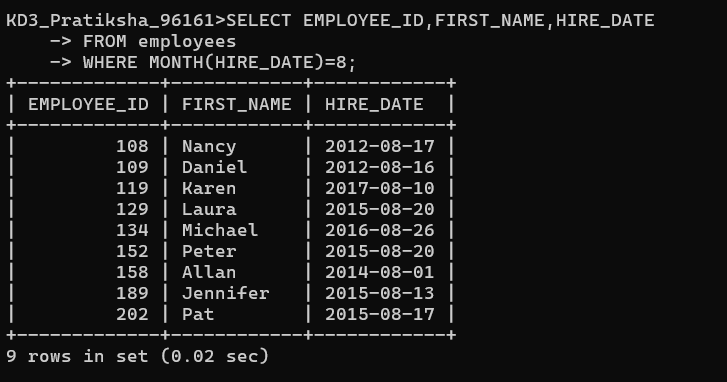 KD3_Pratiksha_96161>SELECT EMPLOYEE_ID,FIRST_NAME,HIRE_DATE
    -> FROM employees
    -> WHERE MONTH(HIRE_DATE)=8;
+-------------+------------+------------+
| EMPLOYEE_ID | FIRST_NAME | HIRE_DATE  |
+-------------+------------+------------+
|         108 | Nancy      | 2012-08-17 |
|         109 | Daniel     | 2012-08-16 |
|         119 | Karen      | 2017-08-10 |
|         129 | Laura      | 2015-08-20 |
|         134 | Michael    | 2016-08-26 |
|         152 | Peter      | 2015-08-20 |
|         158 | Allan      | 2014-08-01 |
|         189 | Jennifer   | 2015-08-13 |
|         202 | Pat        | 2015-08-17 |
+-------------+------------+------------+
9 rows in set (0.02 sec)